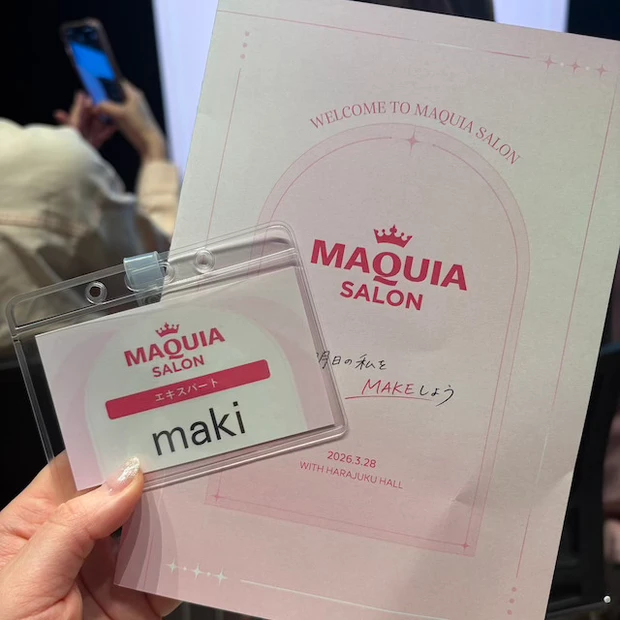 WELCOME TO MAQUIA SALON
MAQUIA
SALON
明日の私を
MAKEしよう
2026.3.28
WITH HARAJUKU HALL
MAQUIA
SALON
エキスパート
maki